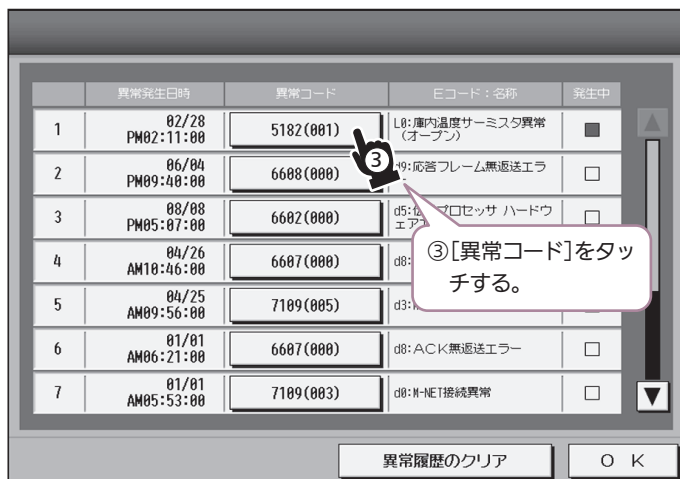 異常発生日時 異常コード Eコード：名称 発生中
1 02/28 PM02:11:00 5182(001) L0:庫内温度サーミスタ異常（オープン）
2 06/04 PM09:40:00 6608(000) d9:応答フレーム無返送エラ
3 08/08 PM05:07:00 6602(000) d5: プロセッサ ハードウェア
4 04/26 AM10:46:00 6607(000) d8:
5 04/25 AM09:56:00 7109(005) d3:
6 01/01 AM06:21:00 6607(000) d8:ACK無返送エラー
7 01/01 AM05:53:00 7109(003) d0:M-NET接続異常
③
③[異常コード]をタッ
チする。
異常履歴のクリア O K